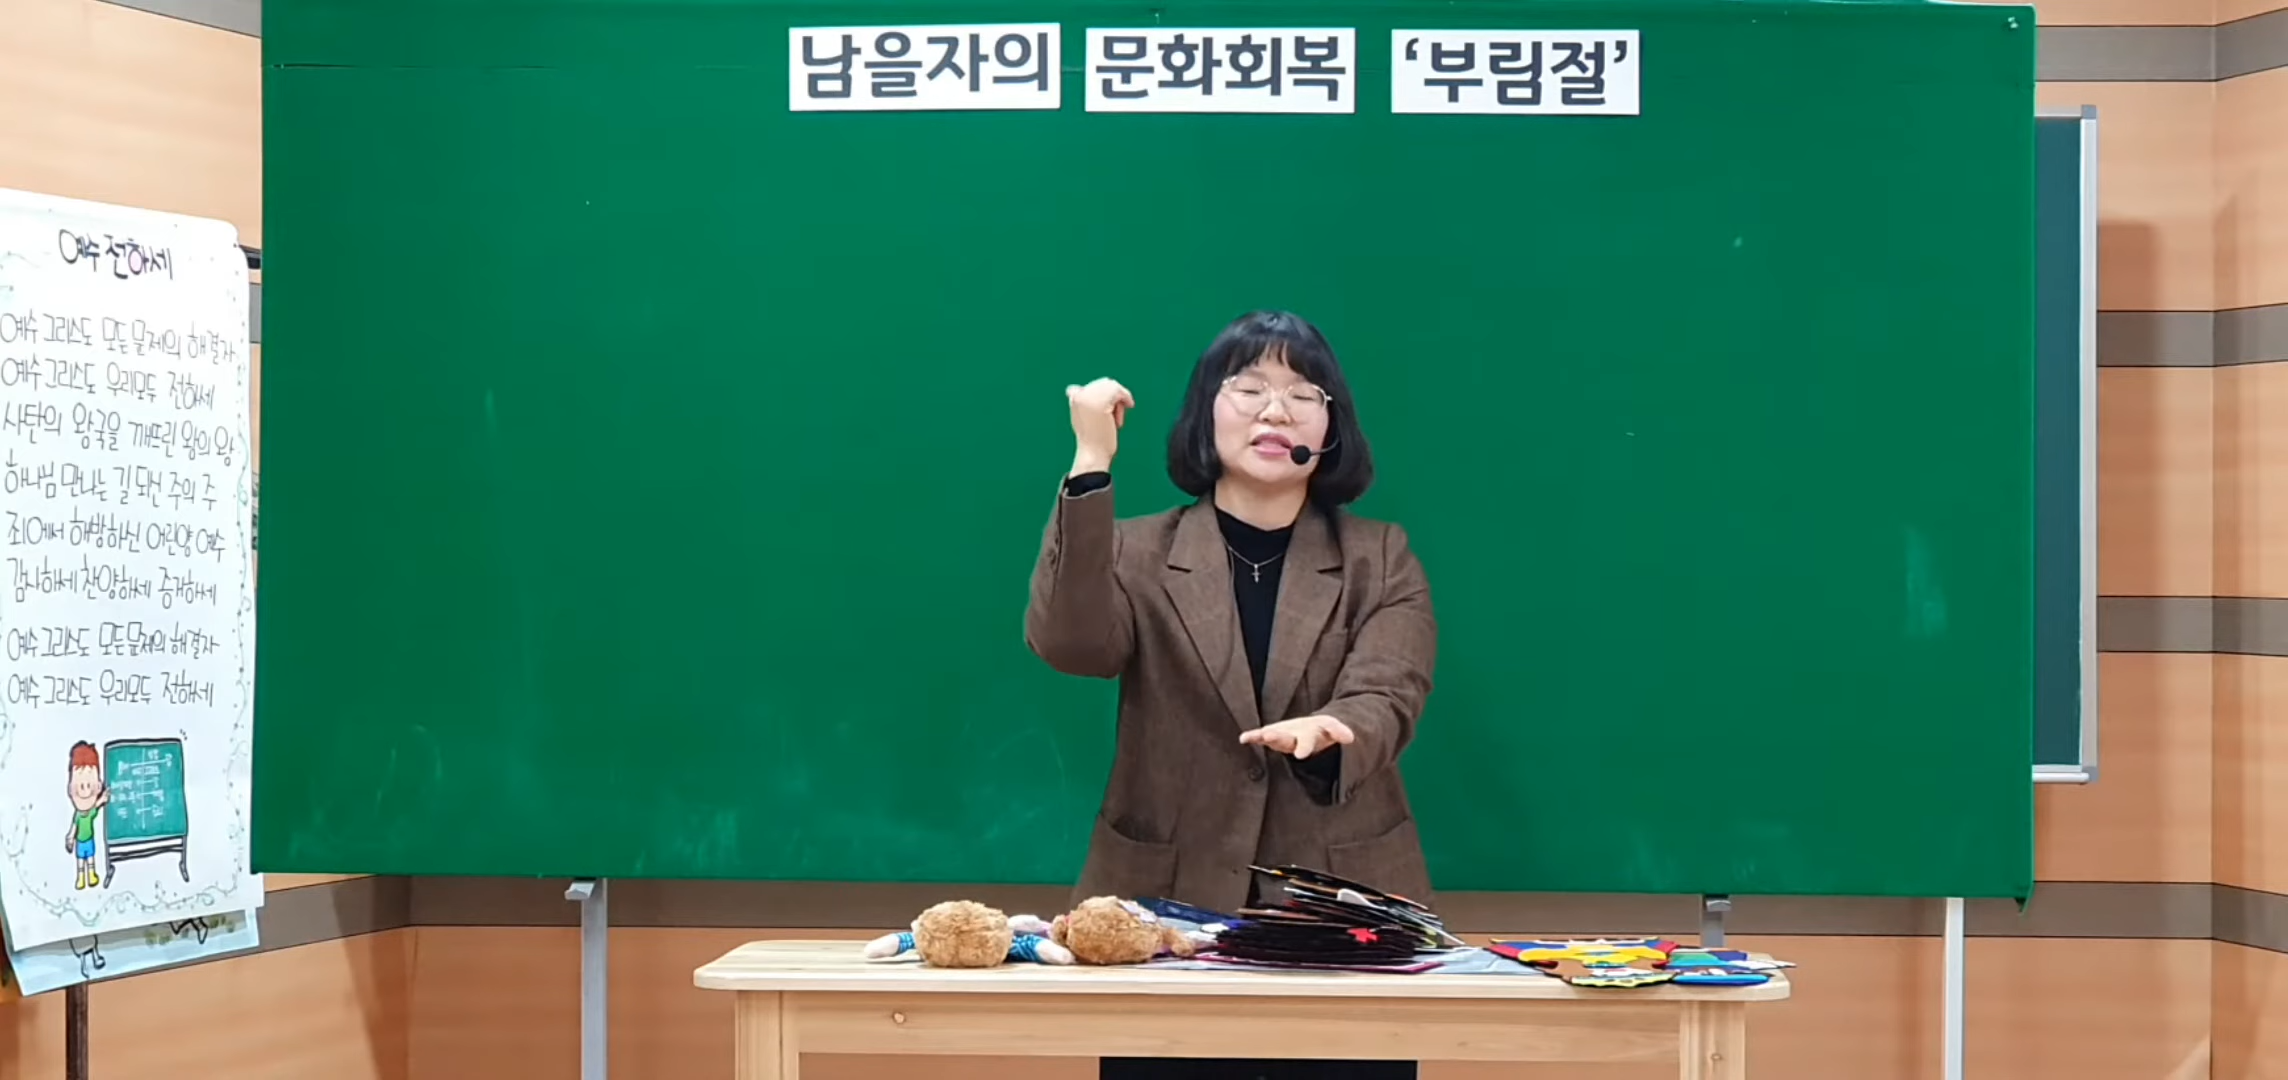 남을자의 문화회복 ‘부림절’
예수 전하세
예수 그리스도 모든 문제의 해결자
예수 그리스도 우리모두 전하세
사탄의 왕국을 깨뜨린 왕의 왕
하나님 만나는 길 되신 주의 주
죄에서 해방하신 어린양 예수
감사하세 찬양하세 증거하세
예수 그리스도 모든 문제의 해결자
예수 그리스도 우리모두 전하세